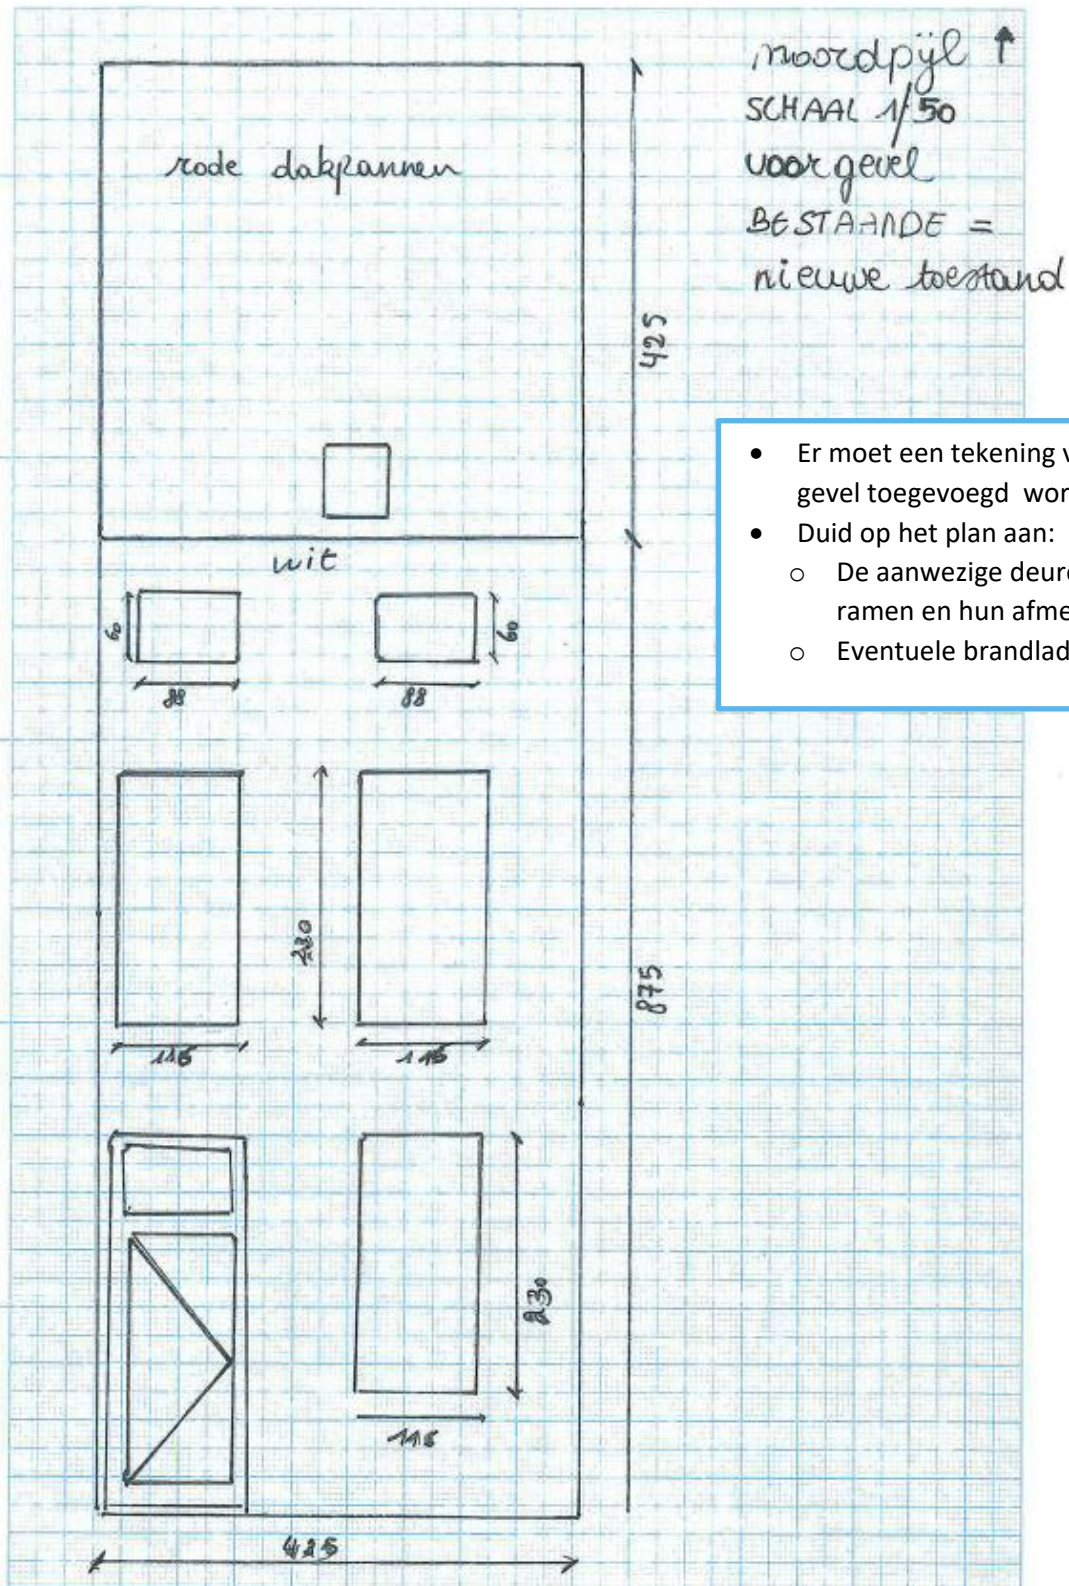 noordpijl ↑
SCHAAL 1/50
voorgevel
BESTAANDE =
nieuwe toestand
rode dakpannen
425
• Er moet een tekening v
gevel toegevoegd wor
• Duid op het plan aan:
o De aanwezige deure
ramen en hun afme
o Eventuele brandlad
wit
60
60
88
88
230
115
115
875
230
115
425